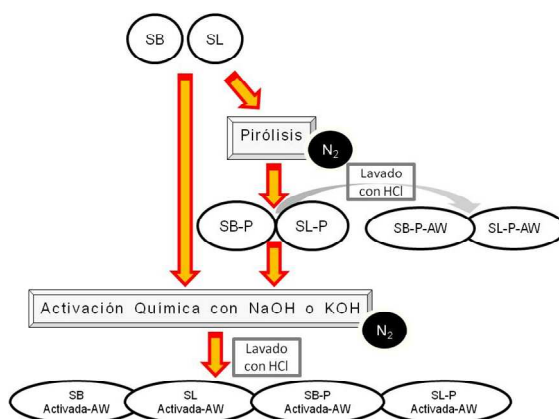 SB
SL
Pirólisis
N2
Lavado
con HCl
SB-P
SL-P
SB-P-AW
SL-P-AW
Activación Química con NaOH o KOH
N2
Lavado
con HCl
SB
Activada-AW
SL
Activada-AW
SB-P
Activada-AW
SL-P
Activada-AW